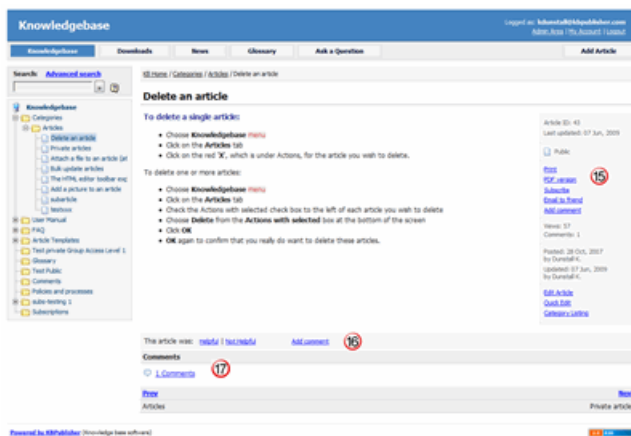 Knowledgebase
Logged as: kdunstall@kbpublisher.com
Admin Area | My Account | Logout
Knowledgebase Downloads News Glossary Ask a Question Add Article
Search: Advanced search
KB Home / Categories / Articles / Delete an article
Delete an article
Knowledgebase
Categories
Articles
Delete an article
Private articles
Attach a file to an article (at
Bulk update articles
The HTML editor toolbar exp
Add a picture to an article
subarticle
testxxx
User Manual
FAQ
Article Templates
Test private Group Access Level 1
Glossary
Test Public
Comments
Policies and processes
subs-testing 1
Subscriptions
To delete a single article:
Choose Knowledgebase menu
Click on the Articles tab
Click on the red 'X', which is under Actions, for the article you wish to delete.
To delete one or more articles:
Choose Knowledgebase menu
Click on the Articles tab
Check the Actions with selected check box to the left of each article you wish to delete
Choose Delete from the Actions with selected box at the bottom of the screen
Click OK
OK again to confirm that you really do want to delete these articles.
Article ID: 41
Last updated: 07 Jun, 2009
Public
Print
PDF version
15
Subscribe
Email to friend
Add comment
Views: 57
Comments: 1
Posted: 28 Oct, 2007
by Dunstall K.
Updated: 07 Jun, 2009
by Dunstall K.
Edit Article
Quick Edit
Category Listing
This article was: Helpful | Not Helpful Add comment 16
Comments
1 Comments 17
Prev
Articles Private article
Powered by KBPublisher (Knowledge base software)